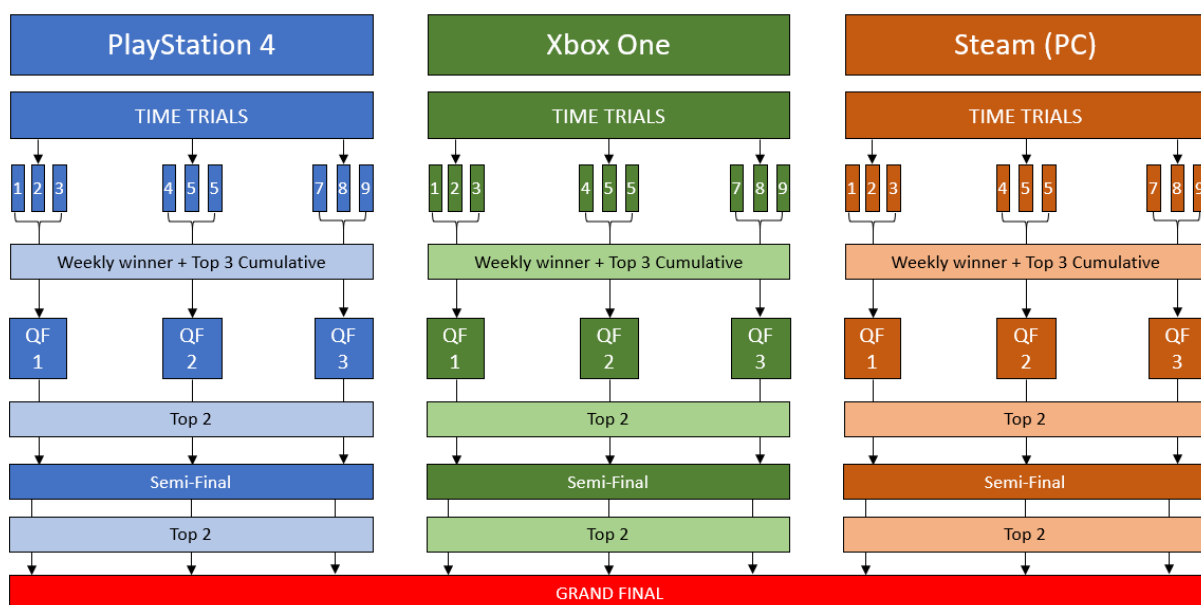 PlayStation 4
Xbox One
Steam (PC)
TIME TRIALS
TIME TRIALS
TIME TRIALS
1 2 3
4 5 5
7 8 9
1 2 3
4 5 5
7 8 9
1 2 3
4 5 5
7 8 9
Weekly winner + Top 3 Cumulative
Weekly winner + Top 3 Cumulative
Weekly winner + Top 3 Cumulative
QF
1
QF
2
QF
3
QF
1
QF
2
QF
3
QF
1
QF
2
QF
3
Top 2
Top 2
Top 2
Semi-Final
Semi-Final
Semi-Final
Top 2
Top 2
Top 2
GRAND FINAL